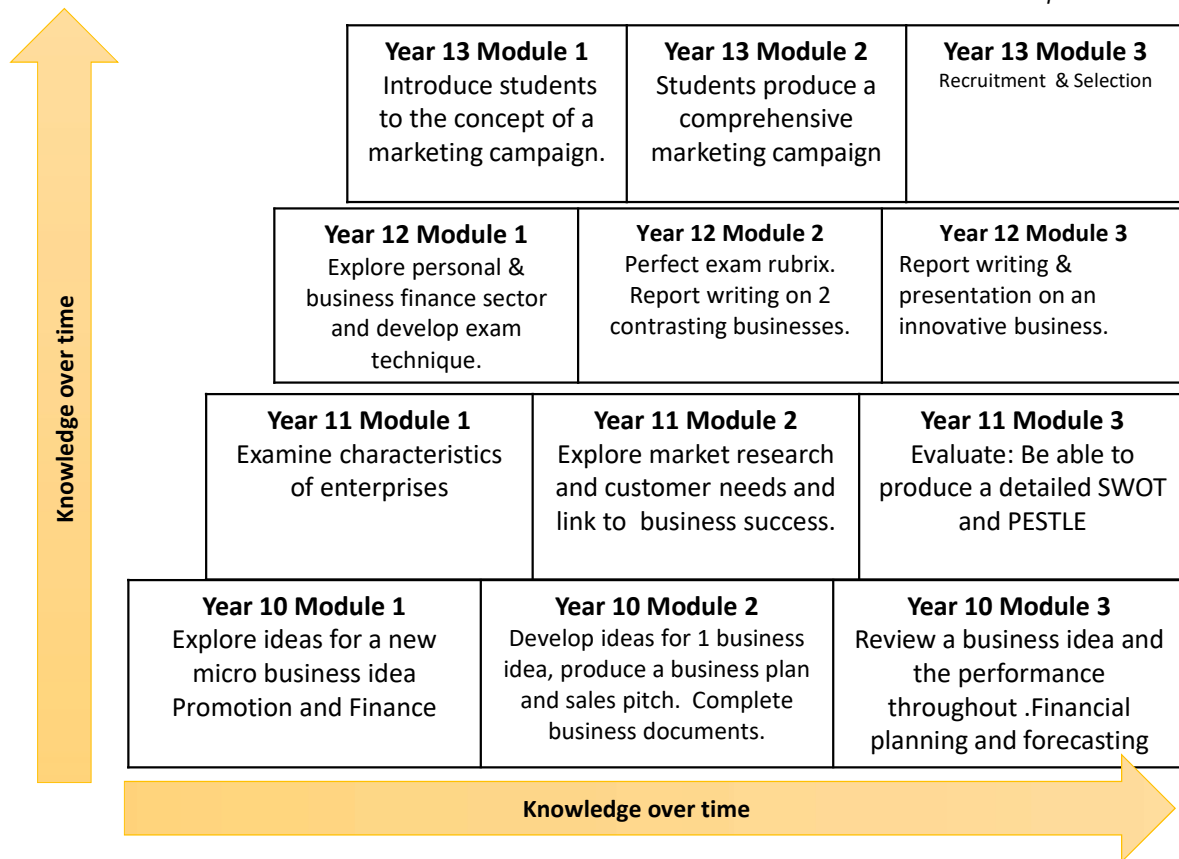 Year 13 Module 1
Introduce students
to the concept of a
marketing campaign.
Year 13 Module 2
Students produce a
comprehensive
marketing campaign
Year 13 Module 3
Recruitment & Selection
Year 12 Module 1
Explore personal &
business finance sector
and develop exam
technique.
Year 12 Module 2
Perfect exam rubrix.
Report writing on 2
contrasting businesses.
Year 12 Module 3
Report writing &
presentation on an
innovative business.
Knowledge over time
Year 11 Module 1
Examine characteristics
of enterprises
Year 11 Module 2
Explore market research
and customer needs and
link to business success.
Year 11 Module 3
Evaluate: Be able to
produce a detailed SWOT
and PESTLE
Year 10 Module 1
Explore ideas for a new
micro business idea
Promotion and Finance
Year 10 Module 2
Develop ideas for 1 business
idea, produce a business plan
and sales pitch. Complete
business documents.
Year 10 Module 3
Review a business idea and
the performance
throughout .Financial
planning and forecasting
Knowledge over time